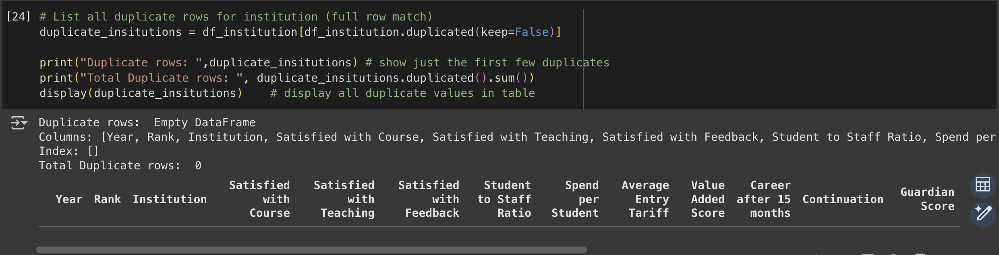 [24] # List all duplicate rows for institution (full row match)
duplicate_insitutions = df_institution[df_institution.duplicated(keep=False)]
print("Duplicate rows: ",duplicate_insitutions) # show just the first few duplicates
print("Total Duplicate rows: ", duplicate_insitutions.duplicated().sum())
display(duplicate_insitutions)    # display all duplicate values in table
Duplicate rows:  Empty DataFrame
Columns: [Year, Rank, Institution, Satisfied with Course, Satisfied with Teaching, Satisfied with Feedback, Student to Staff Ratio, Spend per
Index: []
Total Duplicate rows:  0
Year Rank Institution Satisfied with Course Satisfied with Teaching Satisfied with Feedback Student to Staff Ratio Spend per Student Average Entry Tariff Value Added Score Career after 15 months Continuation Guardian Score